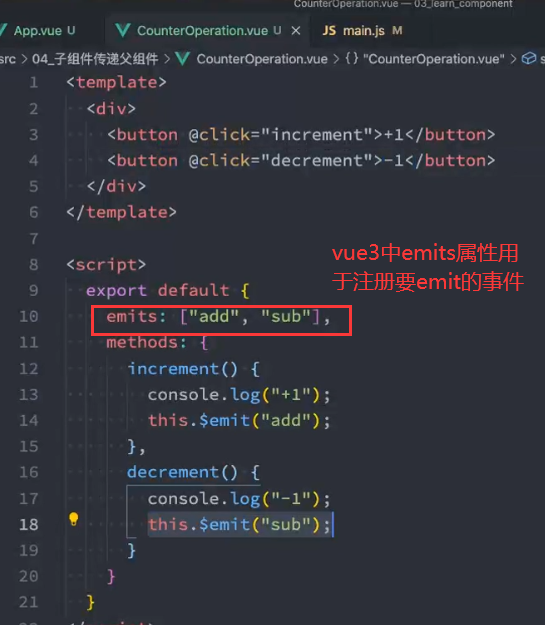 CounterOperation.vue — 03_learn_component
App.vue U CounterOperation.vue U × JS main.js M
src > 04_子组件传递父组件 > CounterOperation.vue > {} "CounterOperation.vue" >
1 <template>
2 <div>
3 <button @click="increment">+1</button>
4 <button @click="decrement">-1</button>
5 </div>
6 </template>
7
vue3中emits属性用
于注册要emit的事件
8 <script>
9 export default {
10 emits: ["add", "sub"],
11 methods: {
12 increment() {
13 console.log("+1");
14 this.$emit("add");
15 },
16 decrement() {
17 console.log("-1");
18 this.$emit("sub");
19 }
20 }
21 }